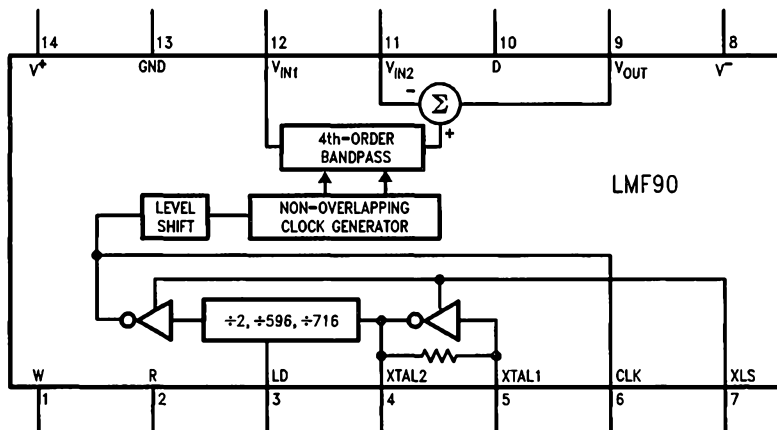 14 13 12 11 10 9 8
V+ GND VIN1 VIN2 D VOUT V−
− Σ +
4th-ORDER
BANDPASS
LMF90
LEVEL
SHIFT
NON-OVERLAPPING
CLOCK GENERATOR
÷2, ÷596, ÷716
W R LD XTAL2 XTAL1 CLK XLS
1 2 3 4 5 6 7